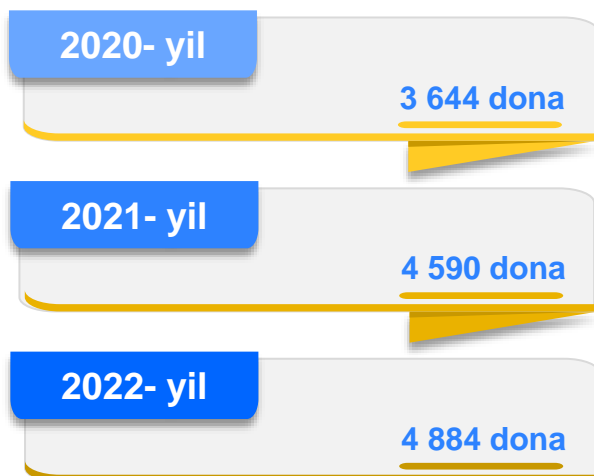 2020- yil
3 644 dona
2021- yil
4 590 dona
2022- yil
4 884 dona